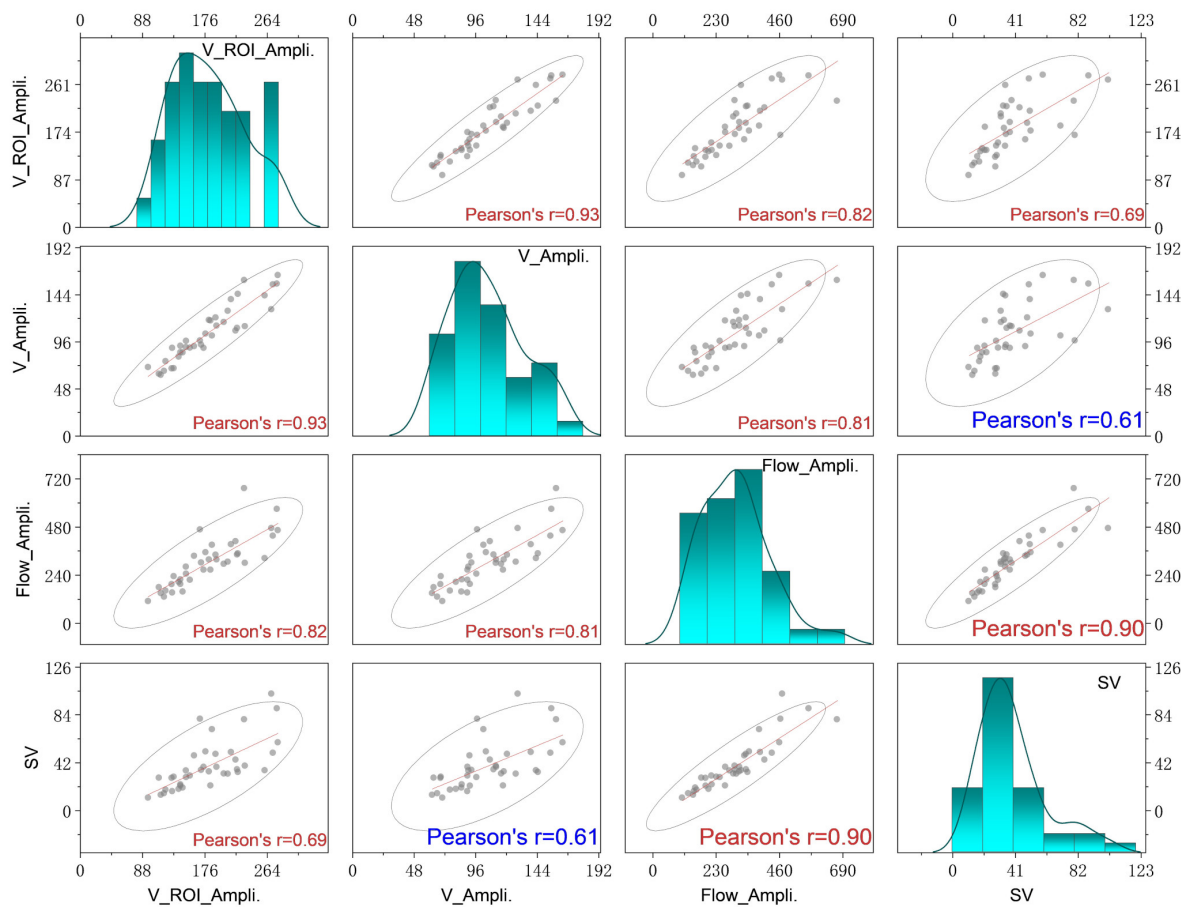 0 88 176 264 0 48 96 144 192 0 230 460 690 0 41 82 123
V_ROI_Ampli.
V_ROI_Ampli. 261 174 87 0
Pearson's r=0.93 Pearson's r=0.82 Pearson's r=0.69
261 174 87 0
V_Ampli.
V_Ampli. 192 144 96 48 0
Pearson's r=0.93 Pearson's r=0.81 Pearson's r=0.61
192 144 96 48 0
Flow_Ampli.
Flow_Ampli. 720 480 240 0
Pearson's r=0.82 Pearson's r=0.81 Pearson's r=0.90
720 480 240 0
SV
SV 126 84 42 0
Pearson's r=0.69 Pearson's r=0.61 Pearson's r=0.90
126 84 42 0
0 88 176 264 0 48 96 144 192 0 230 460 690 0 41 82 123
V_ROI_Ampli. V_Ampli. Flow_Ampli. SV